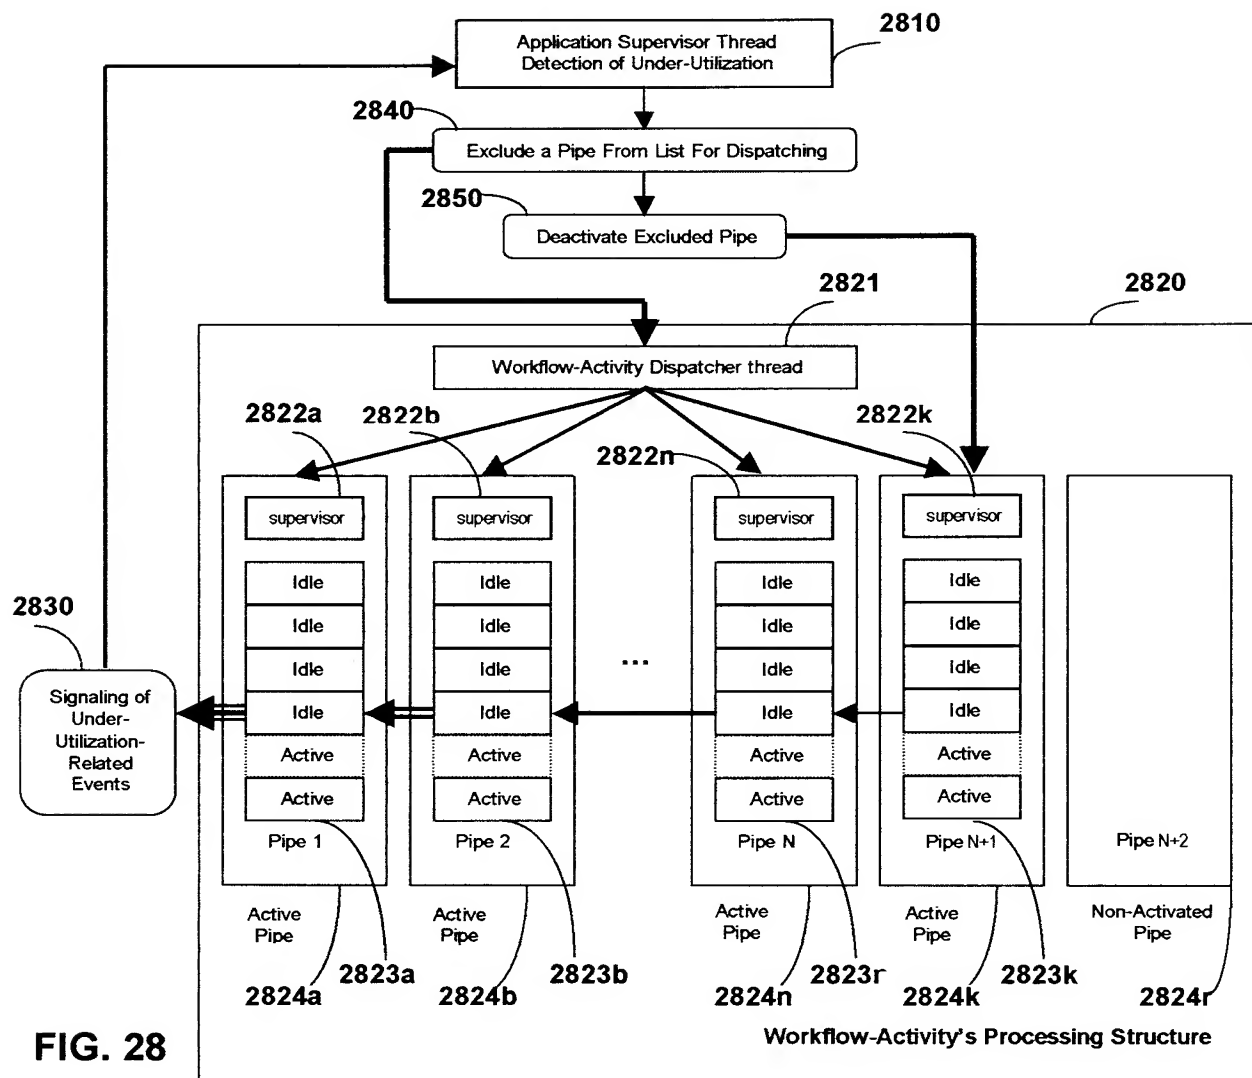 2810
Application Supervisor Thread
Detection of Under-Utilization
2840
Exclude a Pipe From List For Dispatching
2850
Deactivate Excluded Pipe
2821
2820
Workflow-Activity Dispatcher thread
2822a
2822b
2822n
2822k
supervisor
supervisor
supervisor
supervisor
Idle
Idle
Idle
Idle
Idle
Idle
Idle
Idle
2830
Signaling of
Under-
Utilization-
Related
Events
Idle
Idle
...
Idle
Idle
Idle
Idle
Idle
Idle
Active
Active
Active
Active
Active
Active
Active
Active
Pipe 1
Pipe 2
Pipe N
Pipe N+1
Pipe N+2
Active
Pipe
Active
Pipe
Active
Pipe
Active
Pipe
Non-Activated
Pipe
2823a
2823b
2823r
2823k
2824a
2824b
2824n
2824k
2824r
FIG. 28
Workflow-Activity's Processing Structure